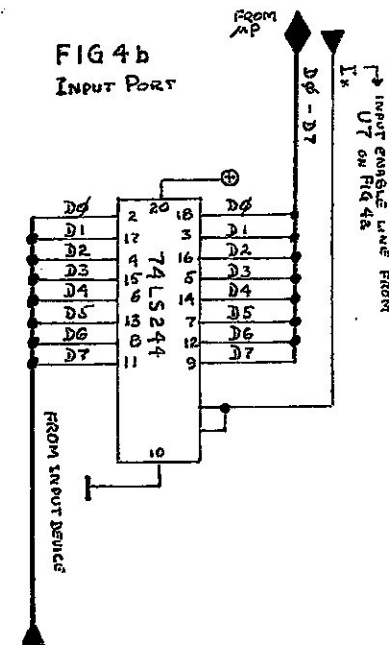 FIG 4b
INPUT PORT
FROM
μP
D0 - D7
I*
INPUT ENABLE LINE FROM
U7 ON FIG 4a
20
D0 2 18 D0
D1 17 3 D1
D2 4 16 D2
D3 15 5 D3
D4 6 14 D4
D5 13 7 D5
D6 8 12 D6
D7 11 9 D7
74LS244
10
FROM INPUT DEVICE